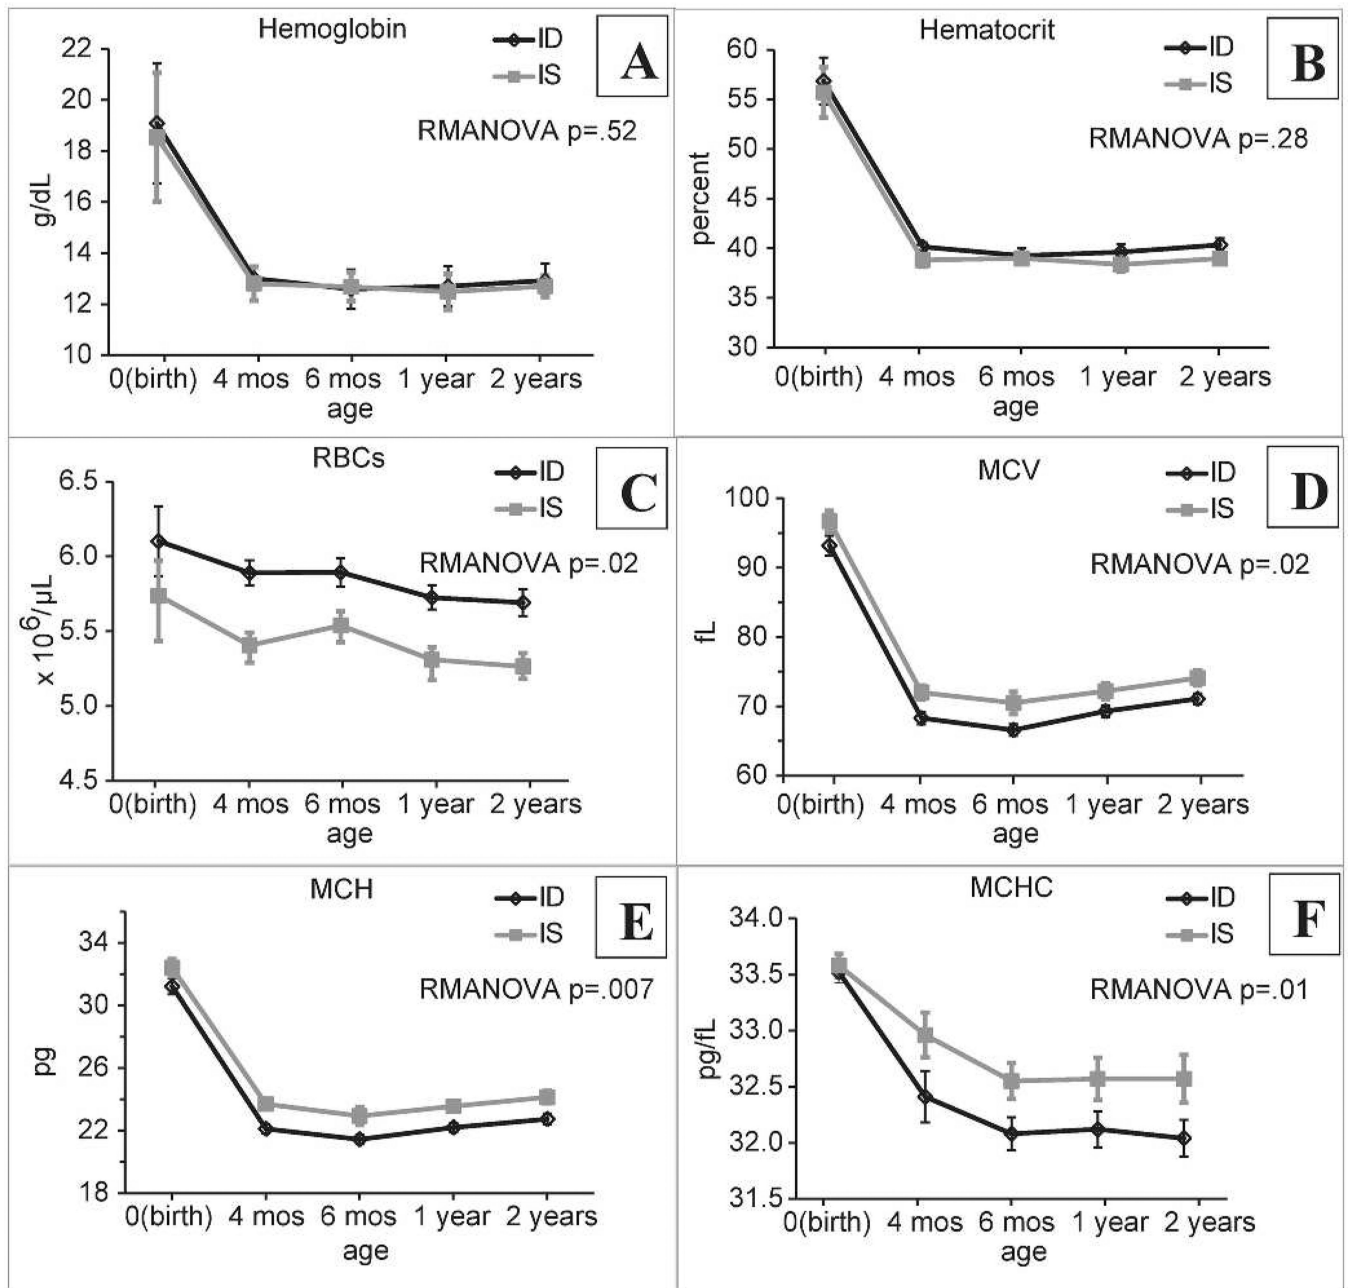 Hemoglobin
ID
IS
A
RMANOVA p=.52
g/dL
22
20
18
16
14
12
10
0(birth) 4 mos 6 mos 1 year 2 years
age
Hematocrit
ID
IS
B
RMANOVA p=.28
percent
60
55
50
45
40
35
30
0(birth) 4 mos 6 mos 1 year 2 years
age
RBCs
ID
IS
C
RMANOVA p=.02
x 10⁶/μL
6.5
6.0
5.5
5.0
4.5
0(birth) 4 mos 6 mos 1 year 2 years
age
MCV
ID
IS
D
RMANOVA p=.02
fL
100
90
80
70
60
0(birth) 4 mos 6 mos 1 year 2 years
age
MCH
ID
IS
E
RMANOVA p=.007
pg
34
30
26
22
18
0(birth) 4 mos 6 mos 1 year 2 years
age
MCHC
ID
IS
F
RMANOVA p=.01
pg/fL
34.0
33.5
33.0
32.5
32.0
31.5
0(birth) 4 mos 6 mos 1 year 2 years
age